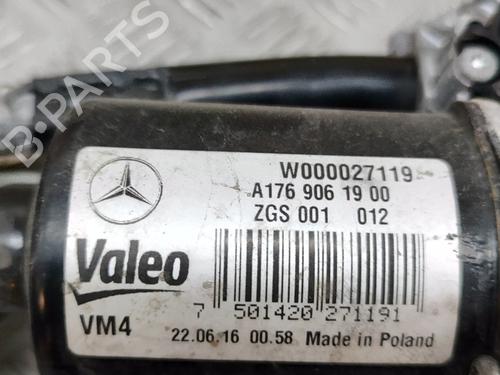 B-PARTS
W000027119
A176 906 19 00
ZGS 001 012
Valeo
7 501420 271191
VM4
22.06.16 00.58 Made in Poland